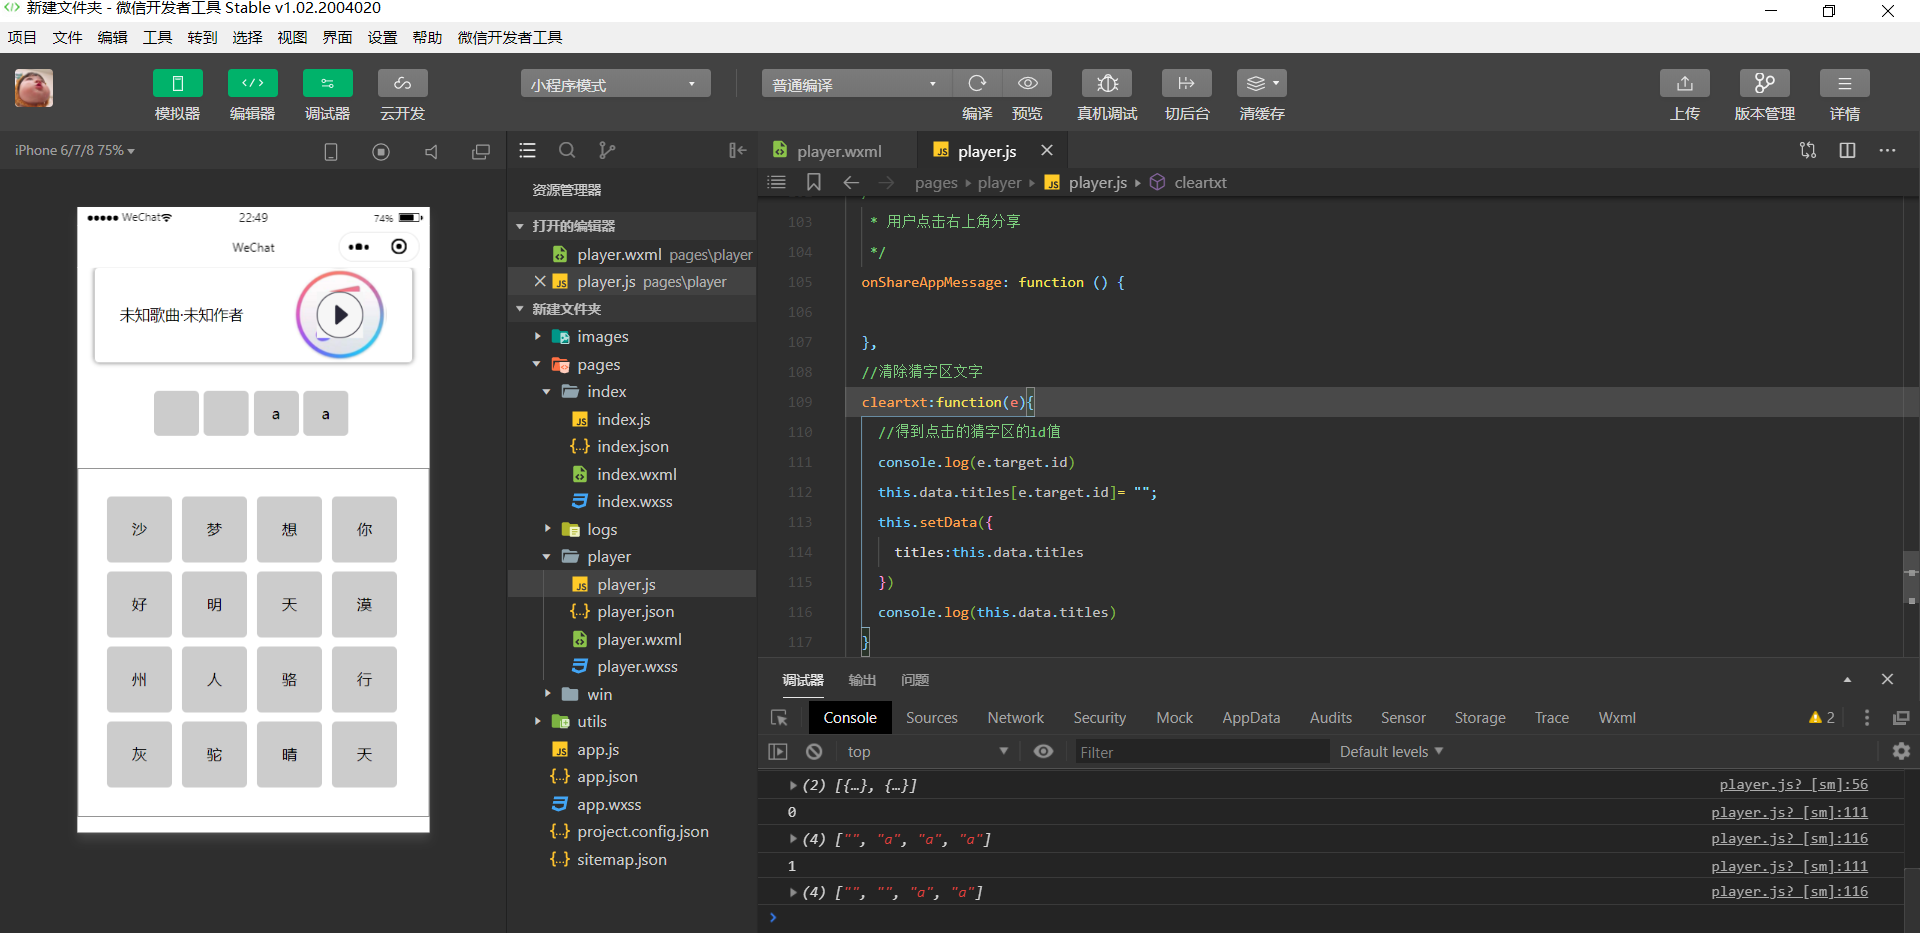 新建文件夹 - 微信开发者工具 Stable v1.02.2004020
项目 文件 编辑 工具 转到 选择 视图 界面 设置 帮助 微信开发者工具
模拟器 编辑器 调试器 云开发
小程序模式 普通编译
编译 预览 真机调试 切后台 清缓存
上传 版本管理 详情
iPhone 6/7/8 75%
WeChat 22:49 74%
WeChat
未知歌曲·未知作者
a a
沙 梦 想 你
好 明 天 漠
州 人 骆 行
灰 驼 晴 天
资源管理器
打开的编辑器
player.wxml pages\player
JS player.js pages\player
新建文件夹
images
pages
index
JS index.js
{..} index.json
index.wxml
index.wxss
logs
player
JS player.js
{..} player.json
player.wxml
player.wxss
win
utils
JS app.js
{..} app.json
app.wxss
{..} project.config.json
{..} sitemap.json
player.wxml JS player.js
pages player JS player.js cleartxt
103 * 用户点击右上角分享
104 */
105 onShareAppMessage: function () {
106
107 },
108 //清除猜字区文字
109 cleartxt:function(e){
110 //得到点击的猜字区的id值
111 console.log(e.target.id)
112 this.data.titles[e.target.id]= "";
113 this.setData({
114 titles:this.data.titles
115 })
116 console.log(this.data.titles)
117 }
调试器 输出 问题
Console Sources Network Security Mock AppData Audits Sensor Storage Trace Wxml 2
top Filter Default levels
(2) [{…}, {…}] player.js? [sm]:56
0 player.js? [sm]:111
(4) ["", "a", "a", "a"] player.js? [sm]:116
1 player.js? [sm]:111
(4) ["", "", "a", "a"] player.js? [sm]:116